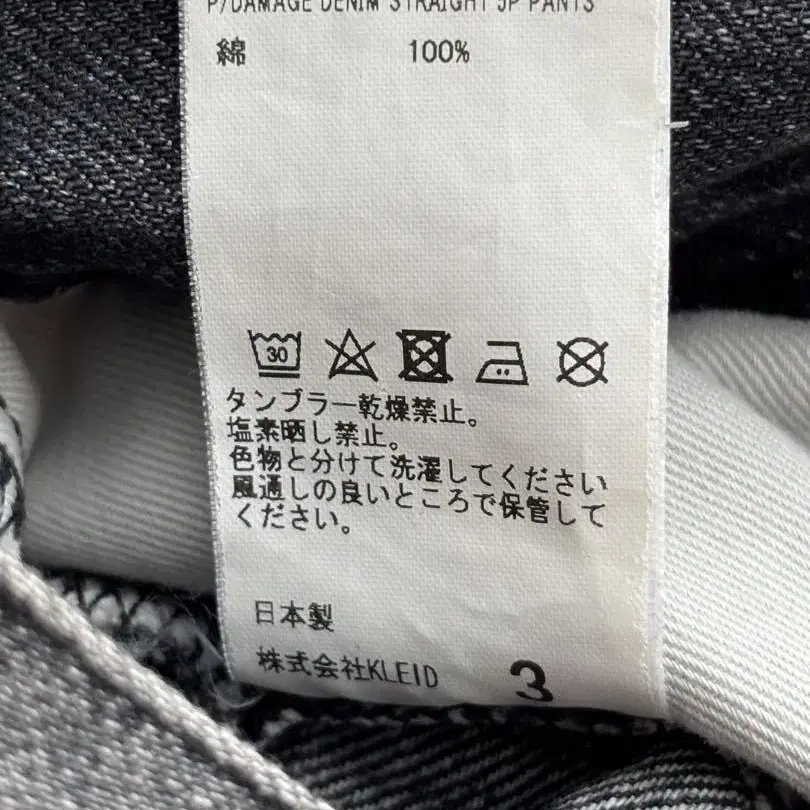 P/DAMAGE DENIM STRAIGHT JP PANTS
綿 100%
30
タンブラー乾燥禁止。
塩素晒し禁止。
色物と分けて洗濯してください
風通しの良いところで保管して
ください。
日本製
株式会社KLEID 3